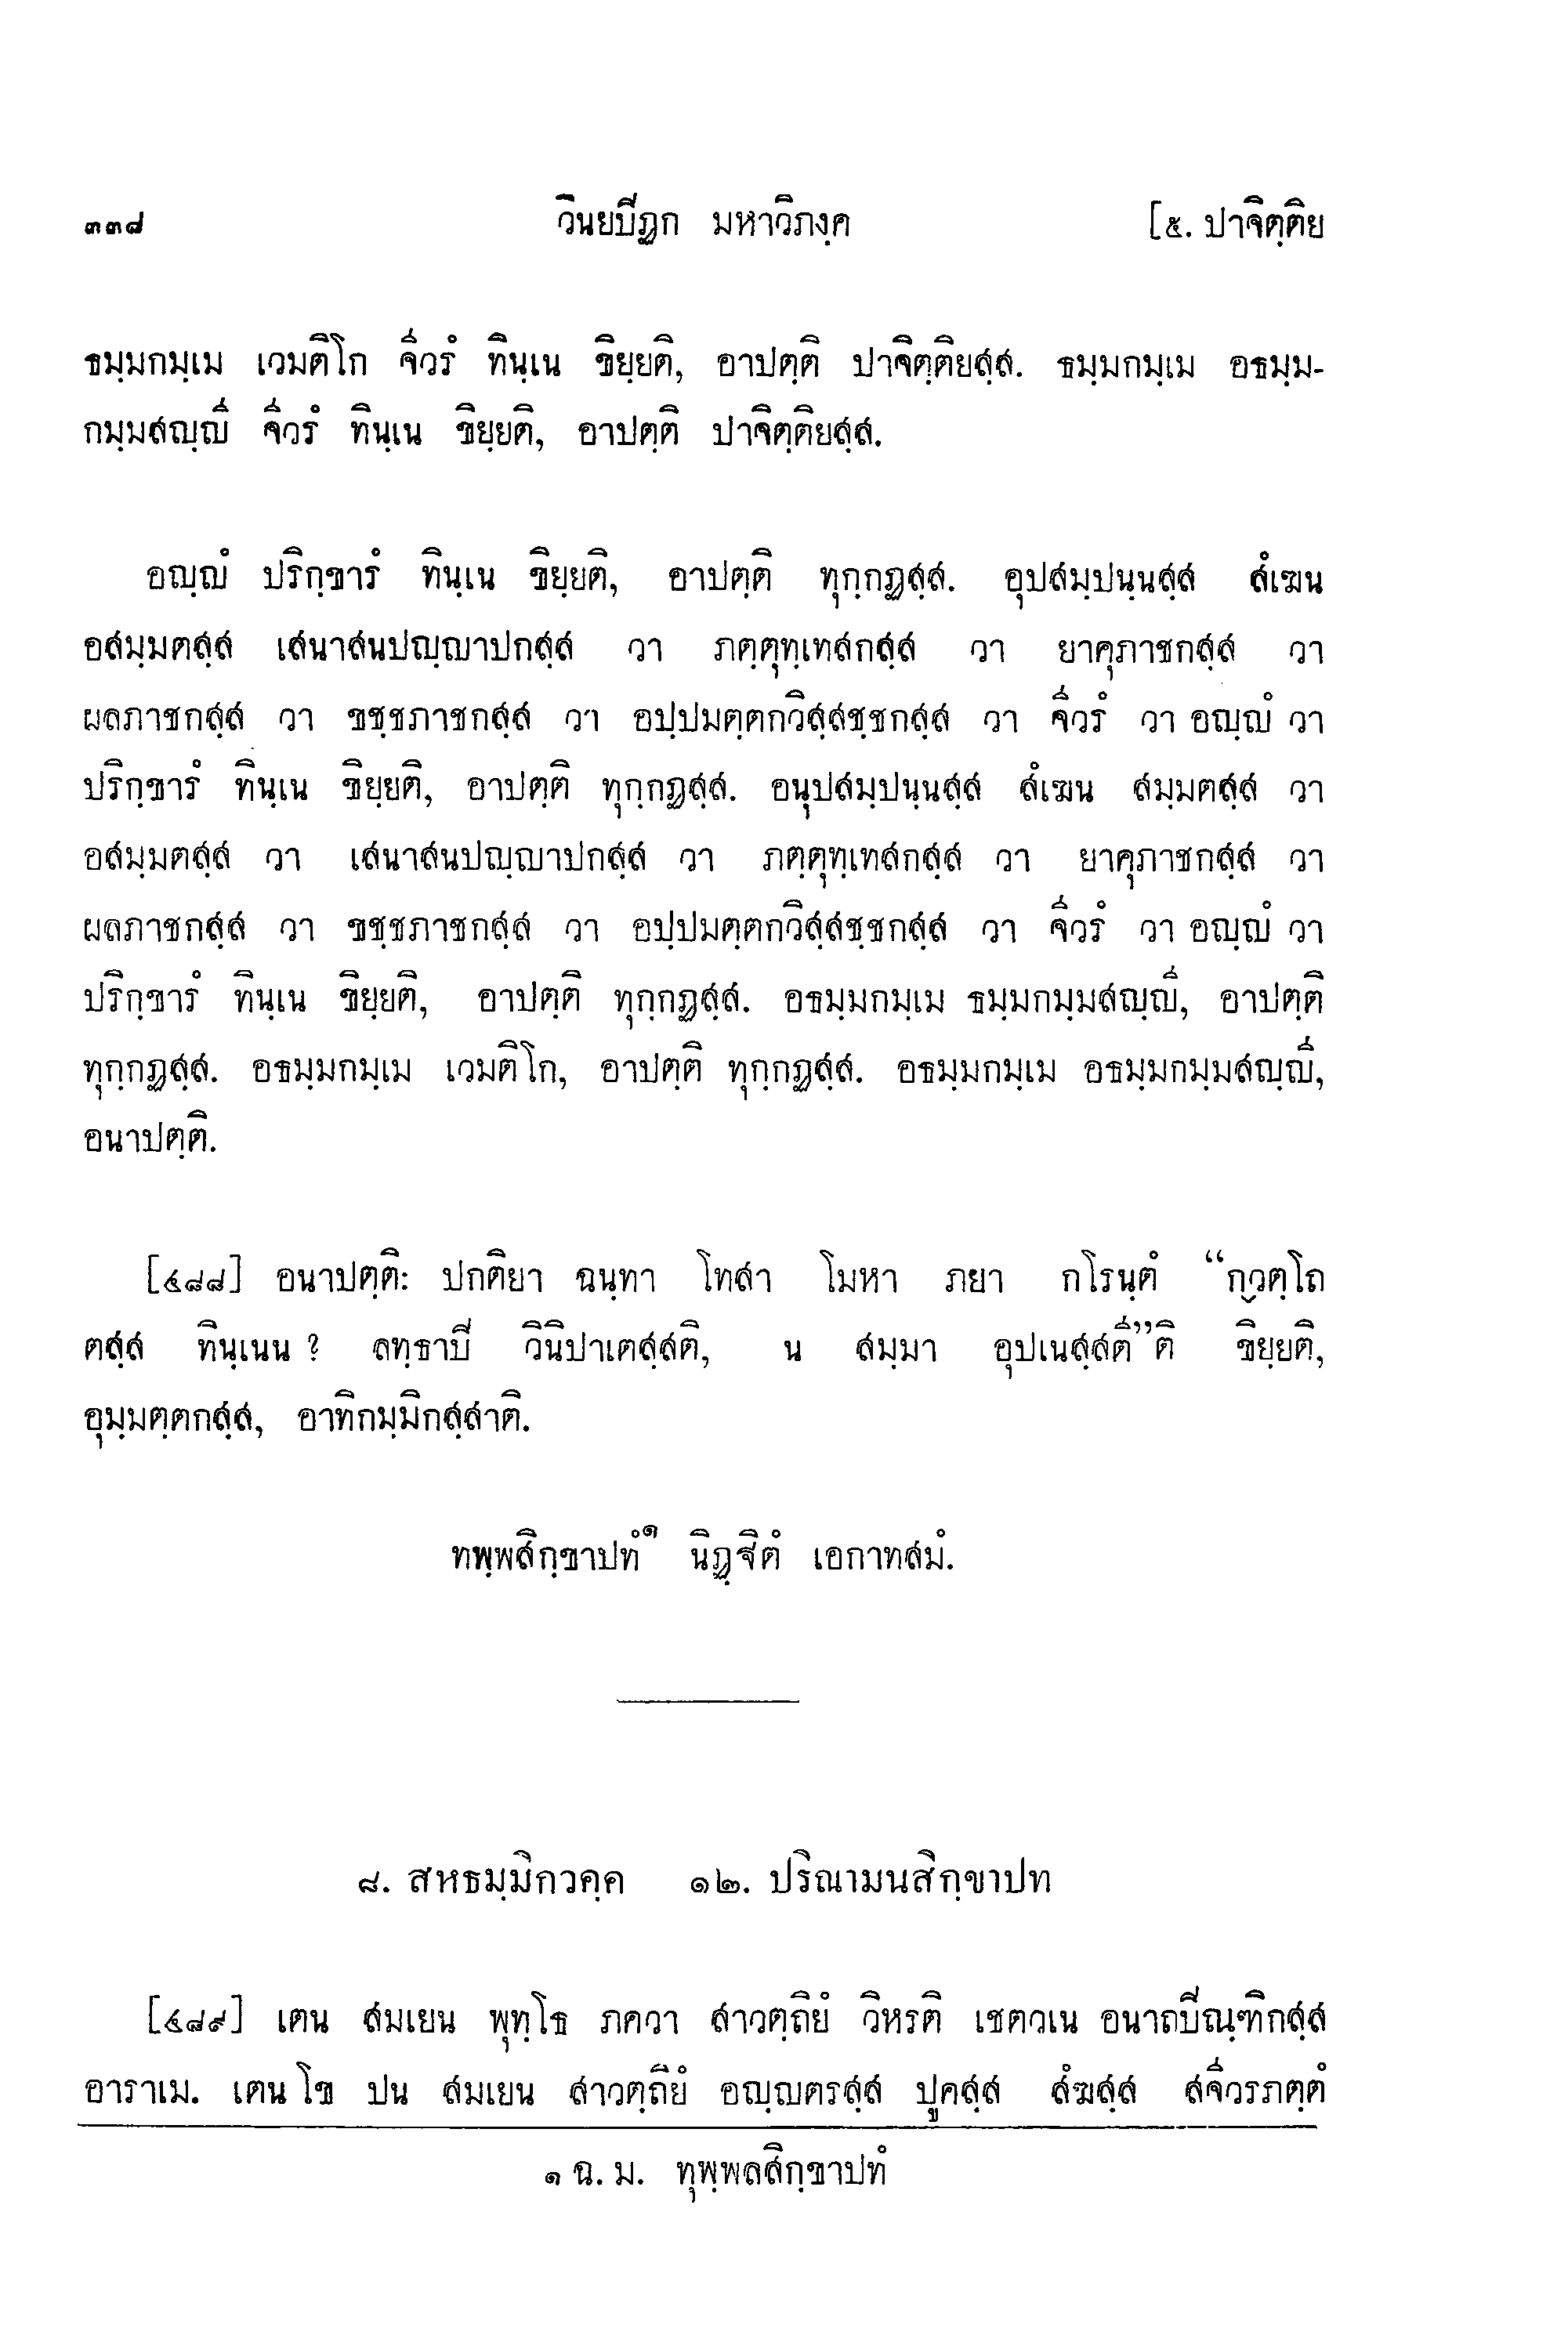 ๓๓๘ วินยปิฏก มหาวิภงฺค [๕. ปาจิตฺติย
ธมฺมกมฺเม เวมติโก จีวรํ ทินฺเน ขิยฺยติ, อาปตฺติ ปาจิตฺติยสฺส. ธมฺมกมฺเม อธมฺม-
กมฺมสญฺญี จีวรํ ทินฺเน ขิยฺยติ, อาปตฺติ ปาจิตฺติยสฺส.
อญฺญํ ปริกฺขารํ ทินฺเน ขิยฺยติ, อาปตฺติ ทุกฺกฏสฺส. อุปสมฺปนฺนสฺส สํเฆน
อสมฺมตสฺส เสนาสนปญฺญาปกสฺส วา ภตฺตุทฺเทสกสฺส วา ยาคุภาชกสฺส วา
ผลภาชกสฺส วา ขชฺชภาชกสฺส วา อปฺปมตฺตกวิสฺสชฺชกสฺส วา จีวรํ วา อญฺญํ วา
ปริกฺขารํ ทินฺเน ขิยฺยติ, อาปตฺติ ทุกฺกฏสฺส. อนุปสมฺปนฺนสฺส สํเฆน สมฺมตสฺส วา
อสมฺมตสฺส วา เสนาสนปญฺญาปกสฺส วา ภตฺตุทฺเทสกสฺส วา ยาคุภาชกสฺส วา
ผลภาชกสฺส วา ขชฺชภาชกสฺส วา อปฺปมตฺตกวิสฺสชฺชกสฺส วา จีวรํ วา อญฺญํ วา
ปริกฺขารํ ทินฺเน ขิยฺยติ, อาปตฺติ ทุกฺกฏสฺส. อธมฺมกมฺเม ธมฺมกมฺมสญฺญี, อาปตฺติ
ทุกฺกฏสฺส. อธมฺมกมฺเม เวมติโก, อาปตฺติ ทุกฺกฏสฺส. อธมฺมกมฺเม อธมฺมกมฺมสญฺญี,
อนาปตฺติ.
[๔๘๘] อนาปตฺติ: ปกติยา ฉนฺทา โทสา โมหา ภยา กโรนฺตํ “กฺวตฺโถ
ตสฺส ทินฺเนน ? ลทฺธาปิ วินิปาเตสฺสติ, น สมฺมา อุปเนสฺสตี”ติ ขิยฺยติ,
อุมฺมตฺตกสฺส, อาทิกมฺมิกสฺสาติ.
ทพฺพสิกฺขาปทํ๑ นิฏฺฐิตํ เอกาทสมํ.
๘. สหธมฺมิกวคฺค ๑๒. ปริณามนสิกฺขาปท
[๔๘๙] เตน สมเยน พุทฺโธ ภควา สาวตฺถิยํ วิหรติ เชตวเน อนาถปิณฺฑิกสฺส
อาราเม. เตน โข ปน สมเยน สาวตฺถิยํ อญฺญตรสฺส ปูคสฺส สํฆสฺส สจีวรภตฺตํ
๑ ฉ. ม. ทุพฺพลสิกฺขาปทํ